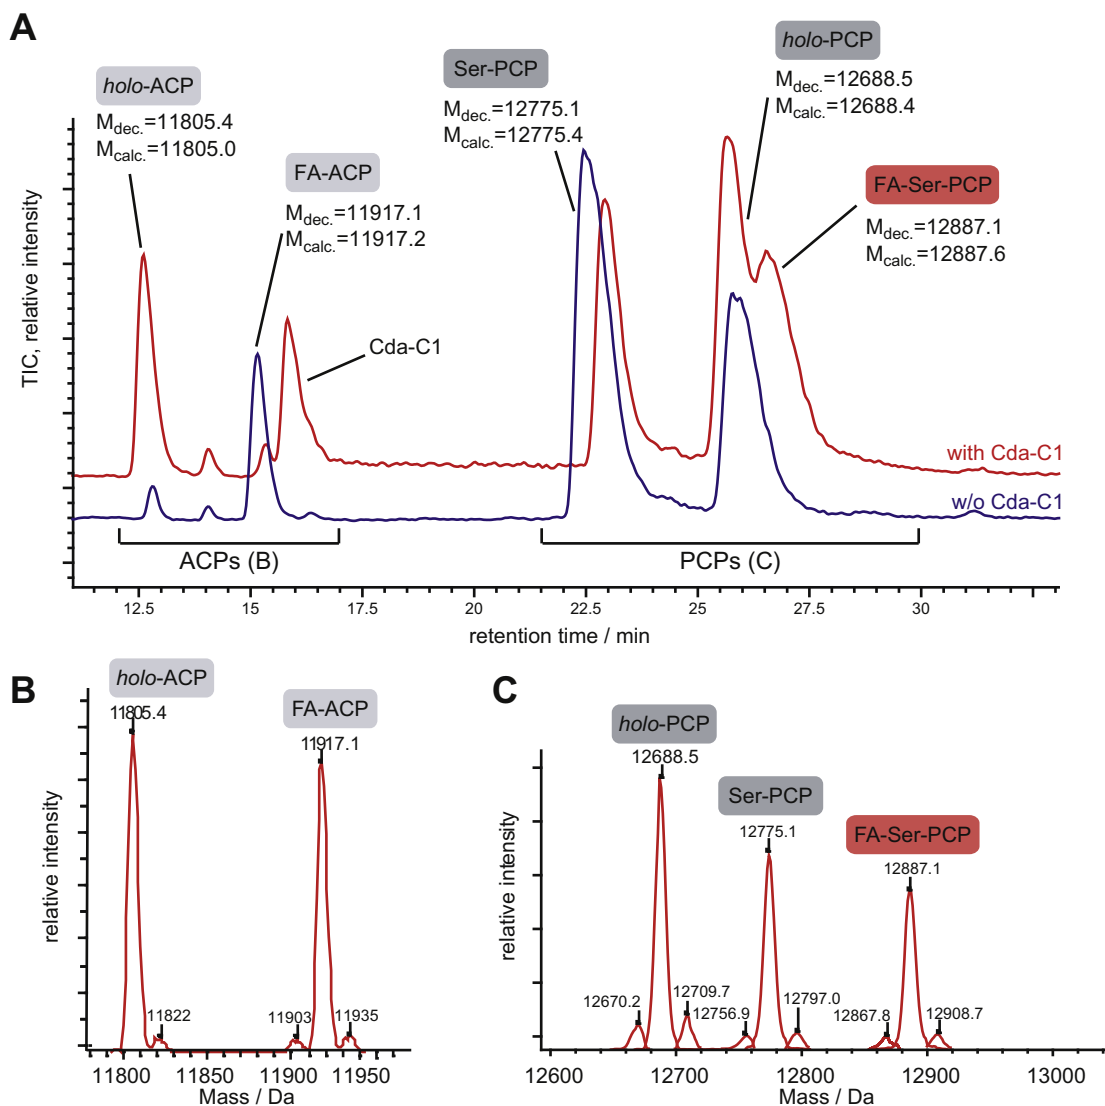 A
holo-ACP
Mdec.=11805.4
Mcalc.=11805.0
FA-ACP
Mdec.=11917.1
Mcalc.=11917.2
Ser-PCP
Mdec.=12775.1
Mcalc.=12775.4
holo-PCP
Mdec.=12688.5
Mcalc.=12688.4
FA-Ser-PCP
Mdec.=12887.1
Mcalc.=12887.6
Cda-C1
with Cda-C1
w/o Cda-C1
TIC, relative intensity
ACPs (B)
PCPs (C)
12.5 15 17.5 20 22.5 25 27.5 30
retention time / min
B
holo-ACP
11805.4
FA-ACP
11917.1
11822
11903
11935
relative intensity
11800 11850 11900 11950
Mass / Da
C
holo-PCP
12688.5
Ser-PCP
12775.1
FA-Ser-PCP
12887.1
12670.2
12709.7
12756.9
12797.0
12867.8
12908.7
relative intensity
12600 12700 12800 12900 13000
Mass / Da